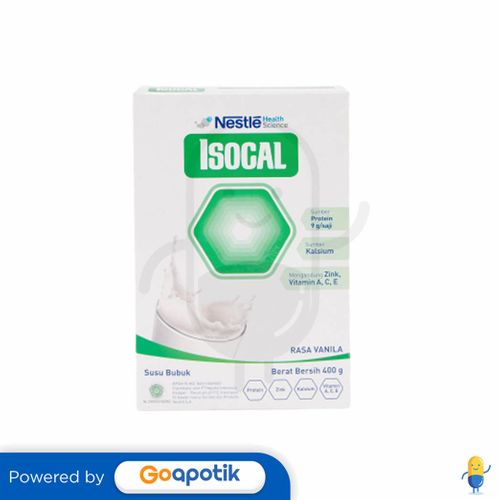 Nestlé Health Science
ISOCAL
Sumber
Protein
9 g/saji
Sumber
Kalsium
Mengandung Zink,
Vitamin A, C, E
RASA VANILA
Susu Bubuk
Berat Bersih 400 g
Protein
Zink
Kalsium
Vitamin
A, C, E
Powered by
Goapotik